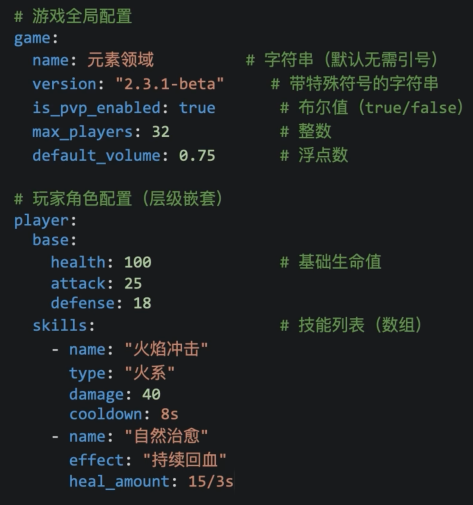 # 游戏全局配置
game:
  name: 元素领域          # 字符串（默认无需引号）
  version: "2.3.1-beta"     # 带特殊符号的字符串
  is_pvp_enabled: true       # 布尔值（true/false）
  max_players: 32            # 整数
  default_volume: 0.75       # 浮点数

# 玩家角色配置（层级嵌套）
player:
  base:
    health: 100              # 基础生命值
    attack: 25
    defense: 18
  skills:                    # 技能列表（数组）
    - name: "火焰冲击"
      type: "火系"
      damage: 40
      cooldown: 8s
    - name: "自然治愈"
      effect: "持续回血"
      heal_amount: 15/3s